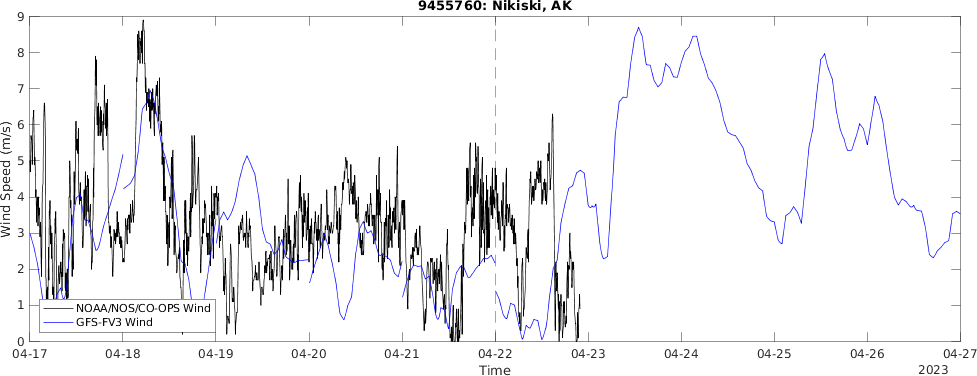 9455760: Nikiski, AK
9
8
7
6
5
4
3
2
1
0
Wind Speed (m/s)
NOAA/NOS/CO-OPS Wind
GFS-FV3 Wind
04-17 04-18 04-19 04-20 04-21 04-22 04-23 04-24 04-25 04-26 04-27
Time
2023